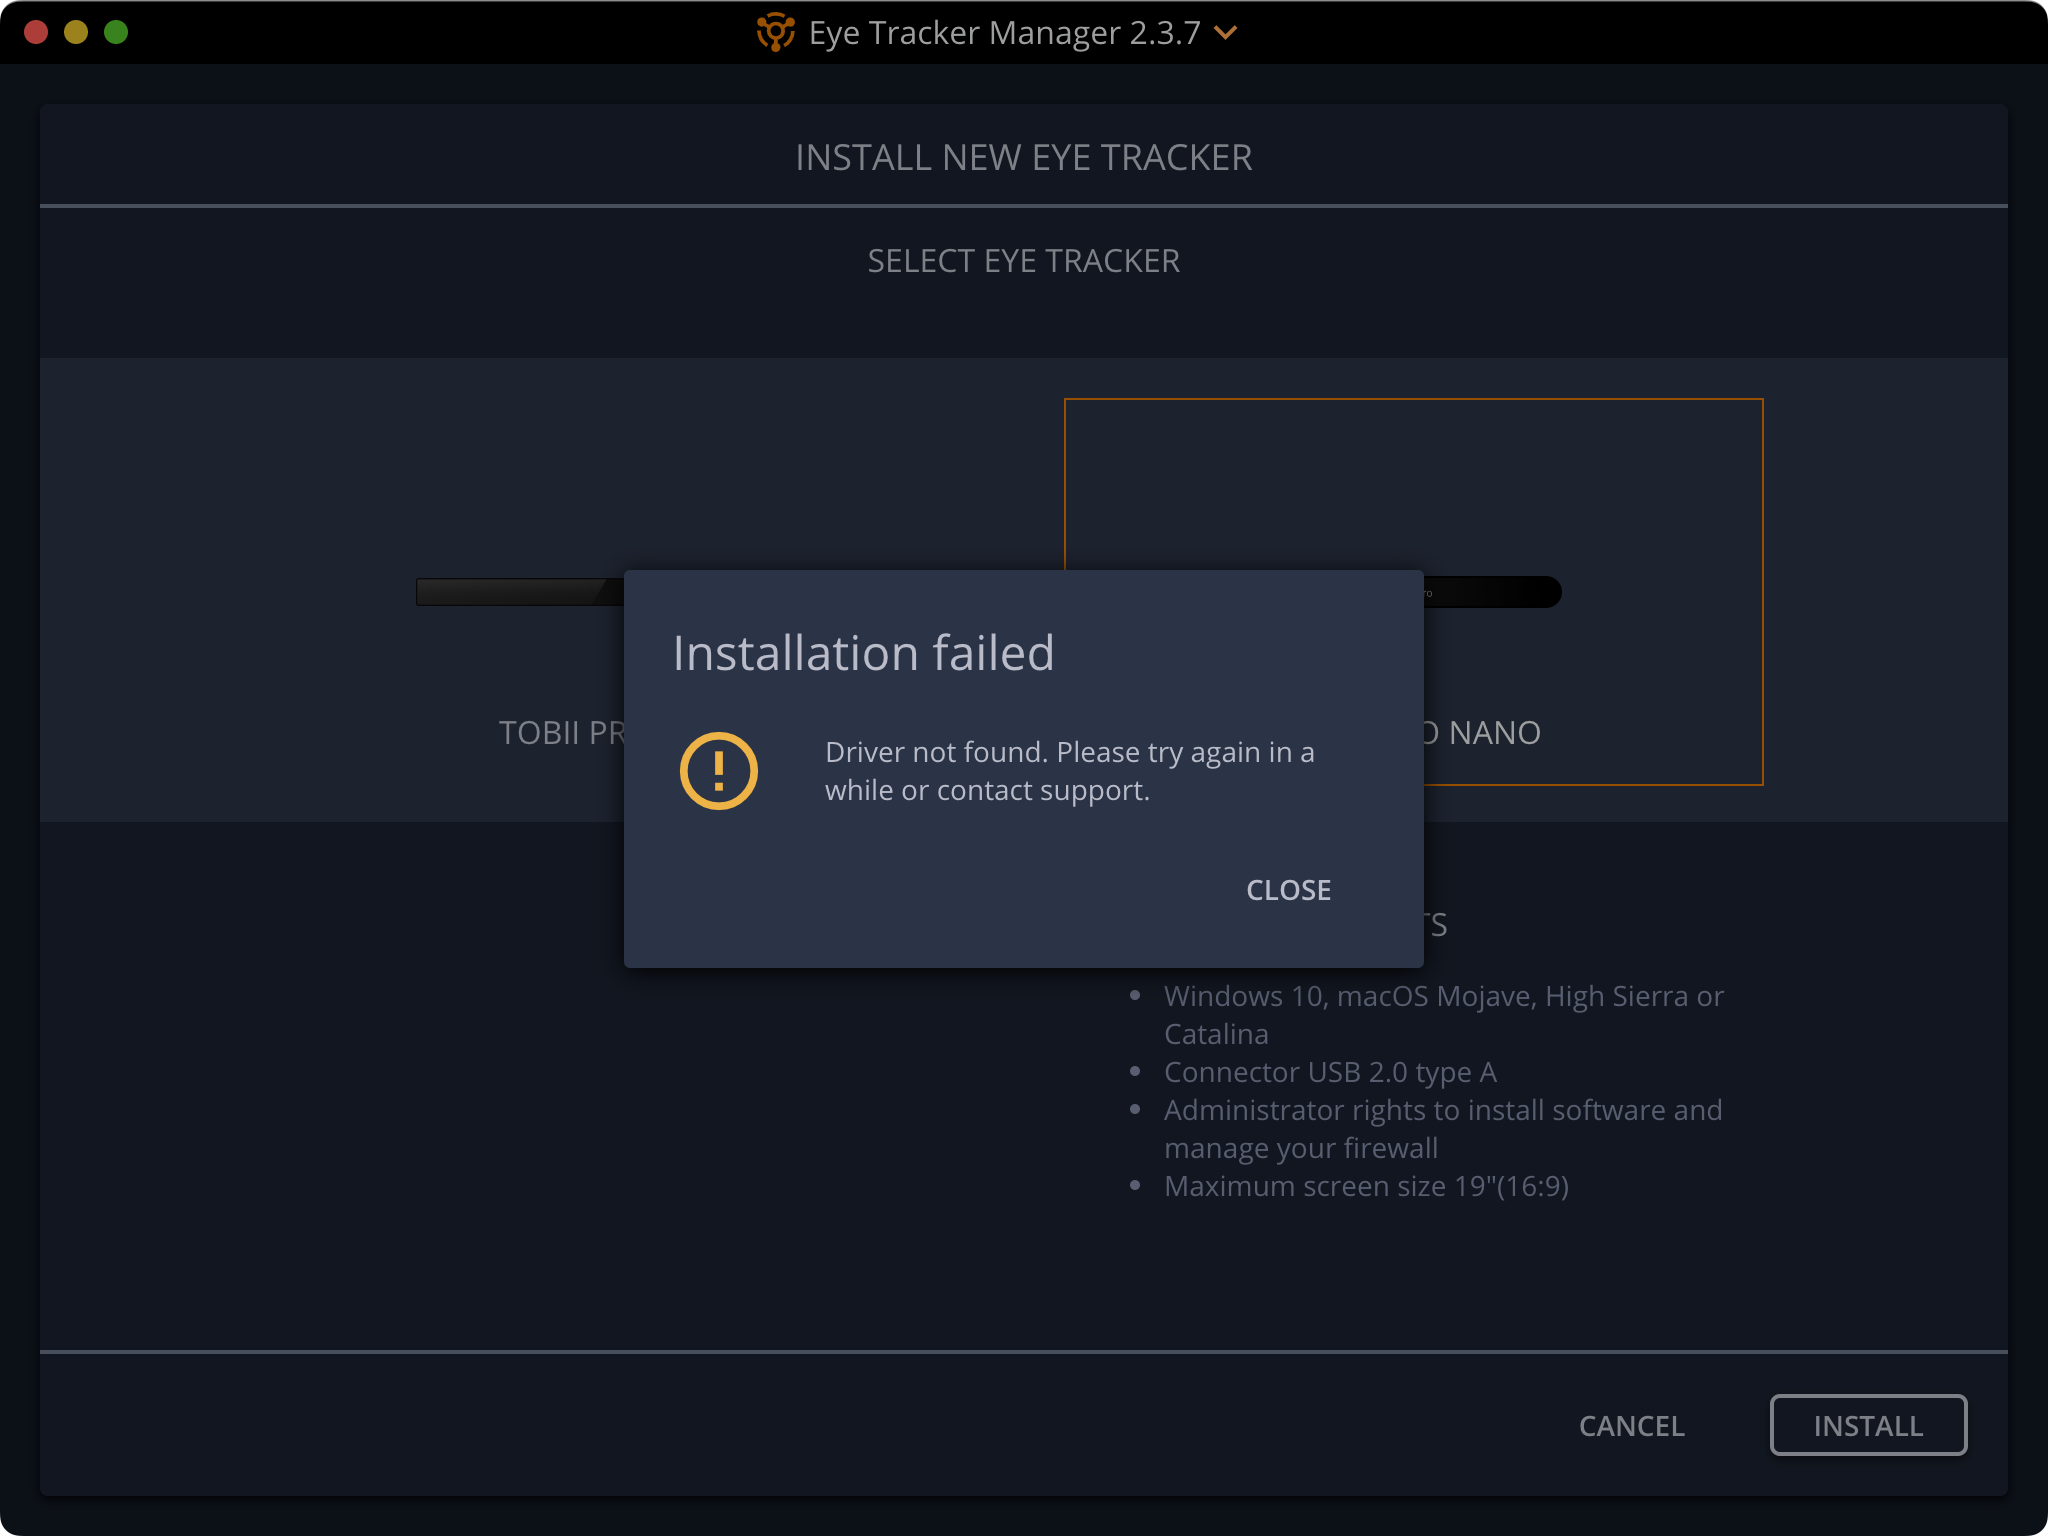 Eye Tracker Manager 2.3.7
INSTALL NEW EYE TRACKER
SELECT EYE TRACKER
Installation failed
Driver not found. Please try again in a
while or contact support.
CLOSE
TOBII
NANO
Windows 10, macOS Mojave, High Sierra or
Catalina
Connector USB 2.0 type A
Administrator rights to install software and
manage your firewall
Maximum screen size 19"(16:9)
CANCEL
INSTALL